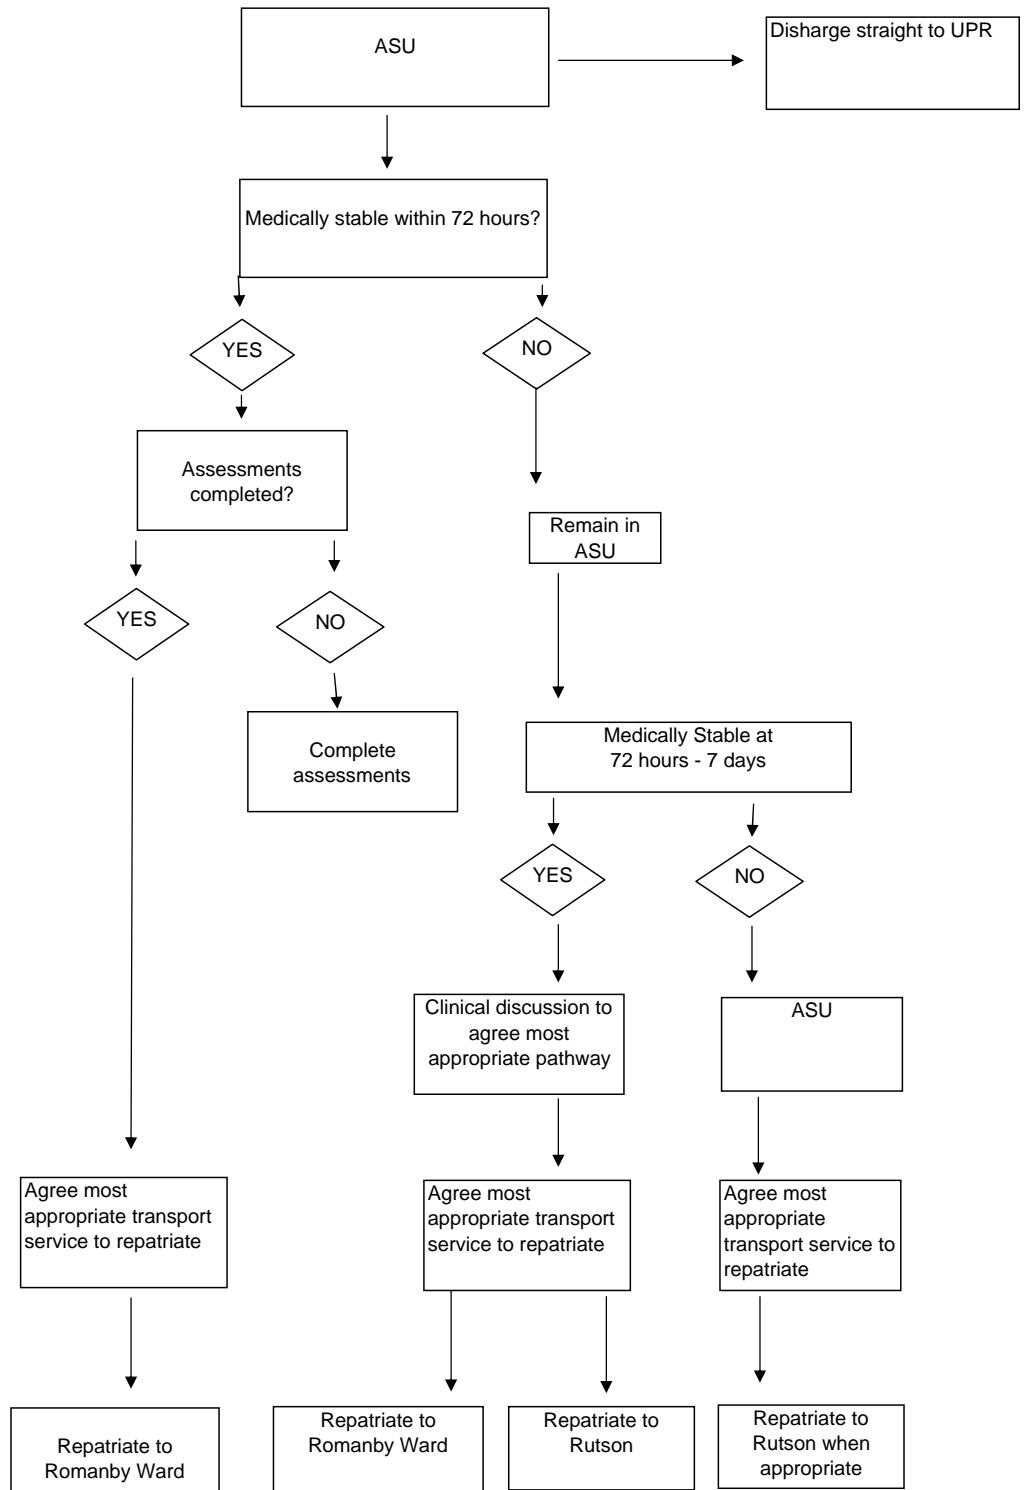 ASU
Disharge straight to UPR
Medically stable within 72 hours?
YES
NO
Assessments
completed?
Remain in
ASU
YES
NO
Complete
assessments
Medically Stable at
72 hours - 7 days
YES
NO
Clinical discussion to
agree most
appropriate pathway
ASU
Agree most
appropriate transport
service to repatriate
Agree most
appropriate transport
service to repatriate
Agree most
appropriate
transport service to
repatriate
Repatriate to
Romanby Ward
Repatriate to
Romanby Ward
Repatriate to
Rutson
Repatriate to
Rutson when
appropriate